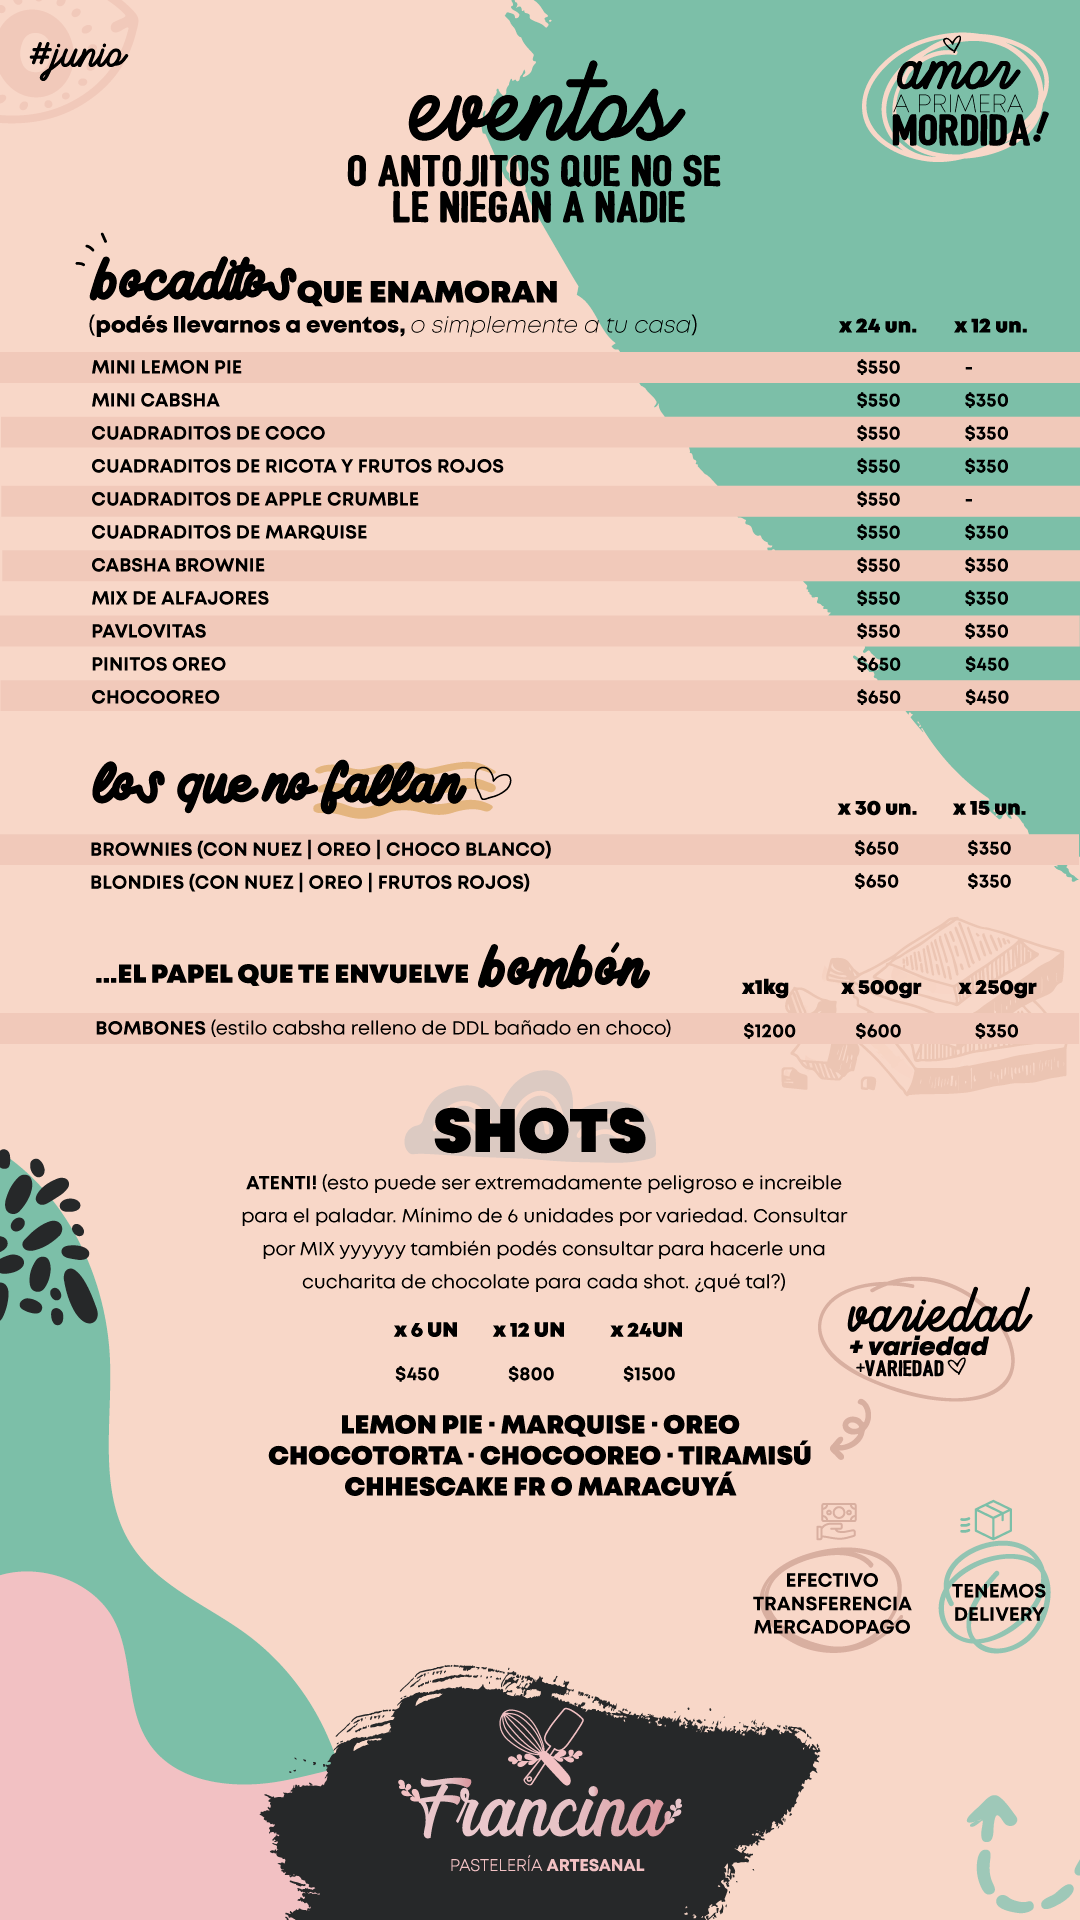 #junio
amor
A PRIMERA
MORDIDA!
eventos
O ANTOJITOS QUE NO SE
LE NIEGAN A NADIE
bocaditos QUE ENAMORAN
(podés llevarnos a eventos, o simplemente a tu casa) x 24 un. x 12 un.
MINI LEMON PIE $550 -
MINI CABSHA $550 $350
CUADRADITOS DE COCO $550 $350
CUADRADITOS DE RICOTA Y FRUTOS ROJOS $550 $350
CUADRADITOS DE APPLE CRUMBLE $550 -
CUADRADITOS DE MARQUISE $550 $350
CABSHA BROWNIE $550 $350
MIX DE ALFAJORES $550 $350
PAVLOVITAS $550 $350
PINITOS OREO $650 $450
CHOCOOREO $650 $450
los que no fallan
x 30 un. x 15 un.
BROWNIES (CON NUEZ | OREO | CHOCO BLANCO) $650 $350
BLONDIES (CON NUEZ | OREO | FRUTOS ROJOS) $650 $350
...EL PAPEL QUE TE ENVUELVE bombón
x1kg x 500gr x 250gr
BOMBONES (estilo cabsha relleno de DDL bañado en choco) $1200 $600 $350
SHOTS
ATENTI! (esto puede ser extremadamente peligroso e increible
para el paladar. Mínimo de 6 unidades por variedad. Consultar
por MIX yyyyyy también podés consultar para hacerle una
cucharita de chocolate para cada shot. ¿qué tal?)
x 6 UN x 12 UN x 24UN
$450 $800 $1500
variedad
+ variedad
+VARIEDAD
LEMON PIE · MARQUISE · OREO
CHOCOTORTA · CHOCOOREO · TIRAMISÚ
CHHESCAKE FR O MARACUYÁ
EFECTIVO
TRANSFERENCIA
MERCADOPAGO
TENEMOS
DELIVERY
Francina
PASTELERÍA ARTESANAL